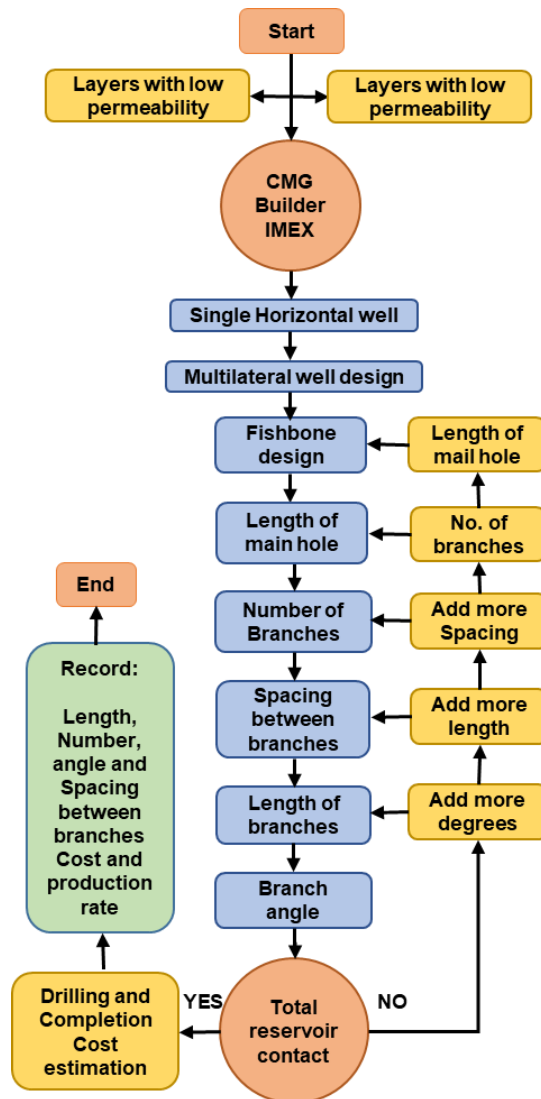 Start
Layers with low
permeability
Layers with low
permeability
CMG
Builder
IMEX
Single Horizontal well
Multilateral well design
Fishbone
design
Length of
mail hole
Length of
main hole
No. of
branches
End
Number of
Branches
Add more
Spacing
Record:
Length,
Number,
angle and
Spacing
between
branches
Cost and
production
rate
Spacing
between
branches
Add more
length
Length of
branches
Add more
degrees
Branch
angle
Drilling and
Completion
Cost
estimation
YES
Total
reservoir
contact
NO